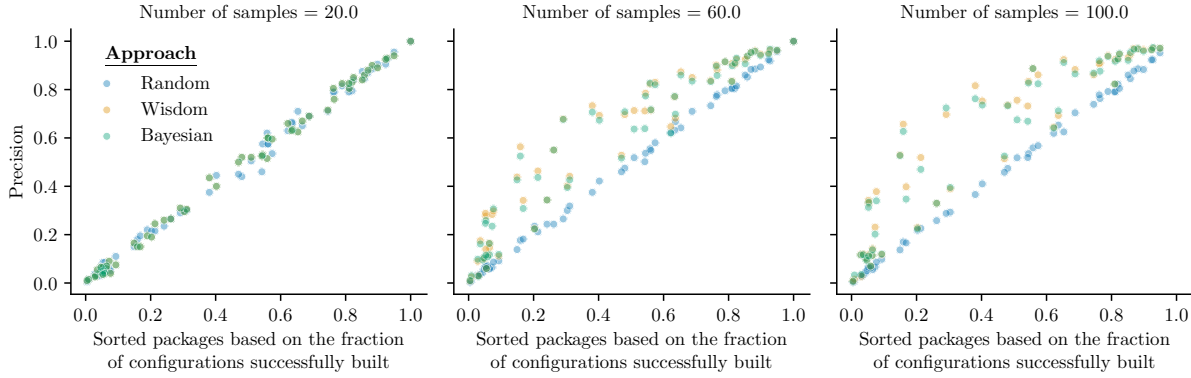 Number of samples = 20.0
Number of samples = 60.0
Number of samples = 100.0
Precision
1.0
0.8
0.6
0.4
0.2
0.0
Approach
Random
Wisdom
Bayesian
0.0 0.2 0.4 0.6 0.8 1.0
Sorted packages based on the fraction
of configurations successfully built
0.0 0.2 0.4 0.6 0.8 1.0
Sorted packages based on the fraction
of configurations successfully built
0.0 0.2 0.4 0.6 0.8 1.0
Sorted packages based on the fraction
of configurations successfully built